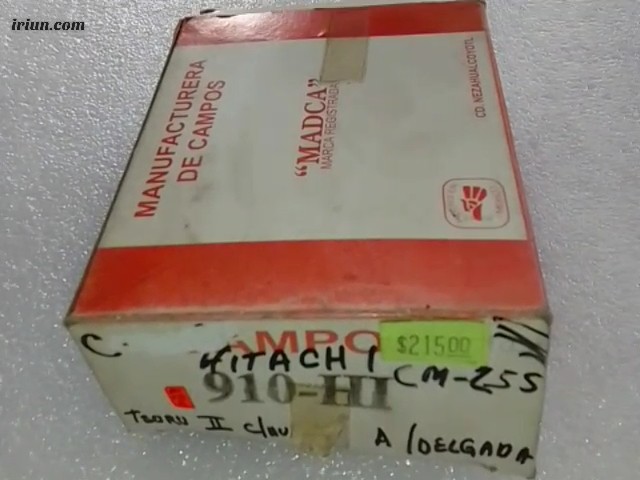 iriun.com
MANUFACTURERA
DE CAMPOS
"MADCA"
MARCA REGISTRADA
CD. NEZAHUALCOYOTL
C.
AMPO
$215.00
HITACHI CM-255
910-HI
II
A/DELGADA